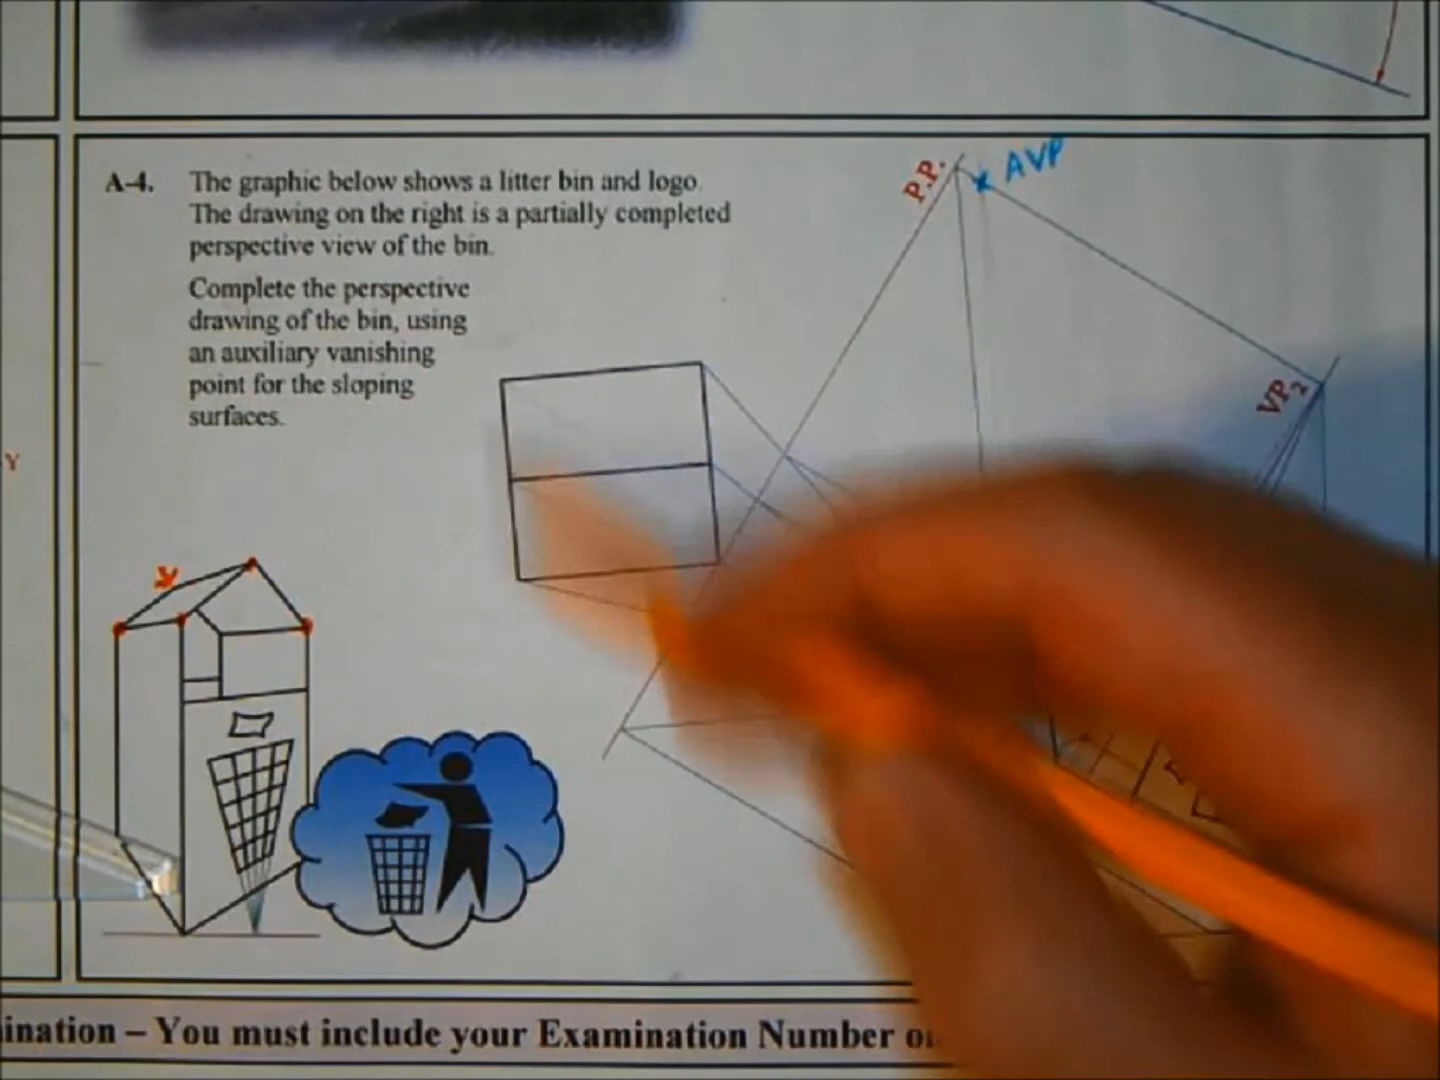 A-4. The graphic below shows a litter bin and logo.
The drawing on the right is a partially completed
perspective view of the bin.
Complete the perspective
drawing of the bin, using
an auxiliary vanishing
point for the sloping
surfaces.
P.P.
AVP
VP2
Y
ination – You must include your Examination Number